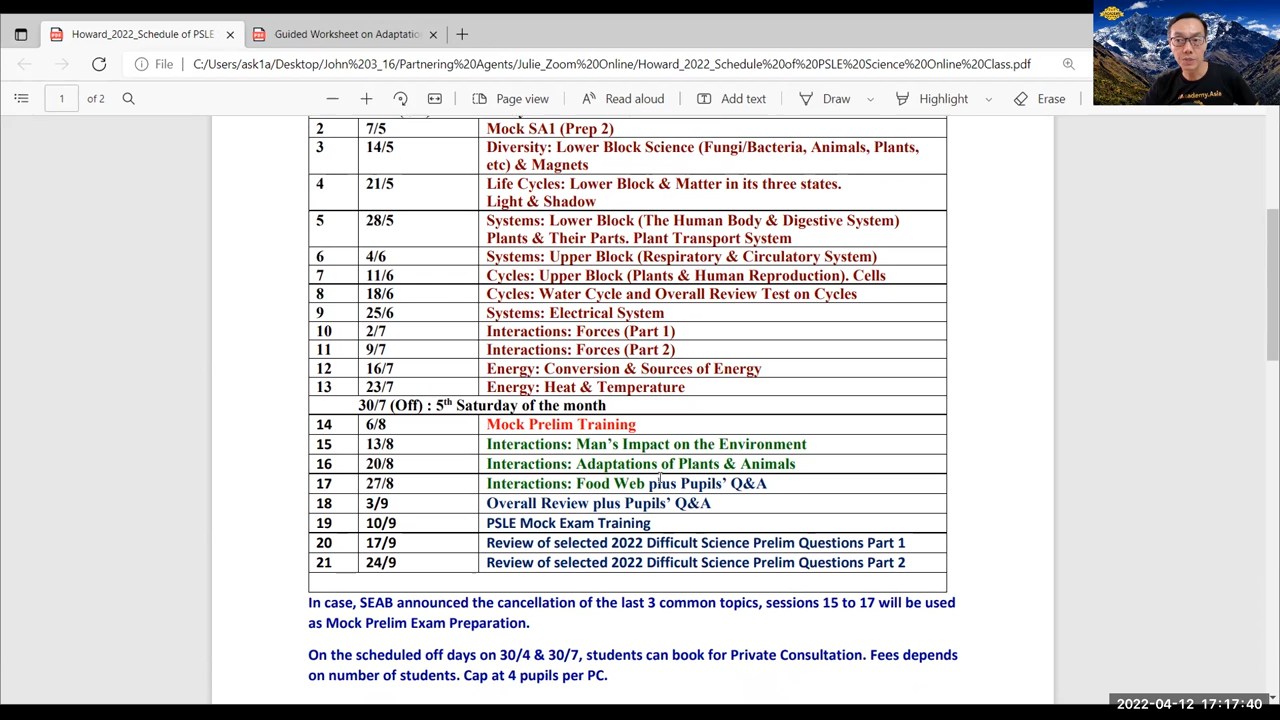 Howard_2022_Schedule of PSLE
Guided Worksheet on Adaptatio
File
C:/Users/ask1a/Desktop/John%203_16/Partnering%20Agents/Julie_Zoom%20Online/Howard_2022_Schedule%20of%20PSLE%20Science%20Online%20Class.pdf
1 of 2
Page view
Read aloud
Add text
Draw
Highlight
Erase
Academy.Asia
2 7/5 Mock SA1 (Prep 2)
3 14/5 Diversity: Lower Block Science (Fungi/Bacteria, Animals, Plants,
etc) & Magnets
4 21/5 Life Cycles: Lower Block & Matter in its three states.
Light & Shadow
5 28/5 Systems: Lower Block (The Human Body & Digestive System)
Plants & Their Parts. Plant Transport System
6 4/6 Systems: Upper Block (Respiratory & Circulatory System)
7 11/6 Cycles: Upper Block (Plants & Human Reproduction). Cells
8 18/6 Cycles: Water Cycle and Overall Review Test on Cycles
9 25/6 Systems: Electrical System
10 2/7 Interactions: Forces (Part 1)
11 9/7 Interactions: Forces (Part 2)
12 16/7 Energy: Conversion & Sources of Energy
13 23/7 Energy: Heat & Temperature
30/7 (Off) : 5th Saturday of the month
14 6/8 Mock Prelim Training
15 13/8 Interactions: Man's Impact on the Environment
16 20/8 Interactions: Adaptations of Plants & Animals
17 27/8 Interactions: Food Web plus Pupils' Q&A
18 3/9 Overall Review plus Pupils' Q&A
19 10/9 PSLE Mock Exam Training
20 17/9 Review of selected 2022 Difficult Science Prelim Questions Part 1
21 24/9 Review of selected 2022 Difficult Science Prelim Questions Part 2
In case, SEAB announced the cancellation of the last 3 common topics, sessions 15 to 17 will be used
as Mock Prelim Exam Preparation.
On the scheduled off days on 30/4 & 30/7, students can book for Private Consultation. Fees depends
on number of students. Cap at 4 pupils per PC.
2022-04-12 17:17:40